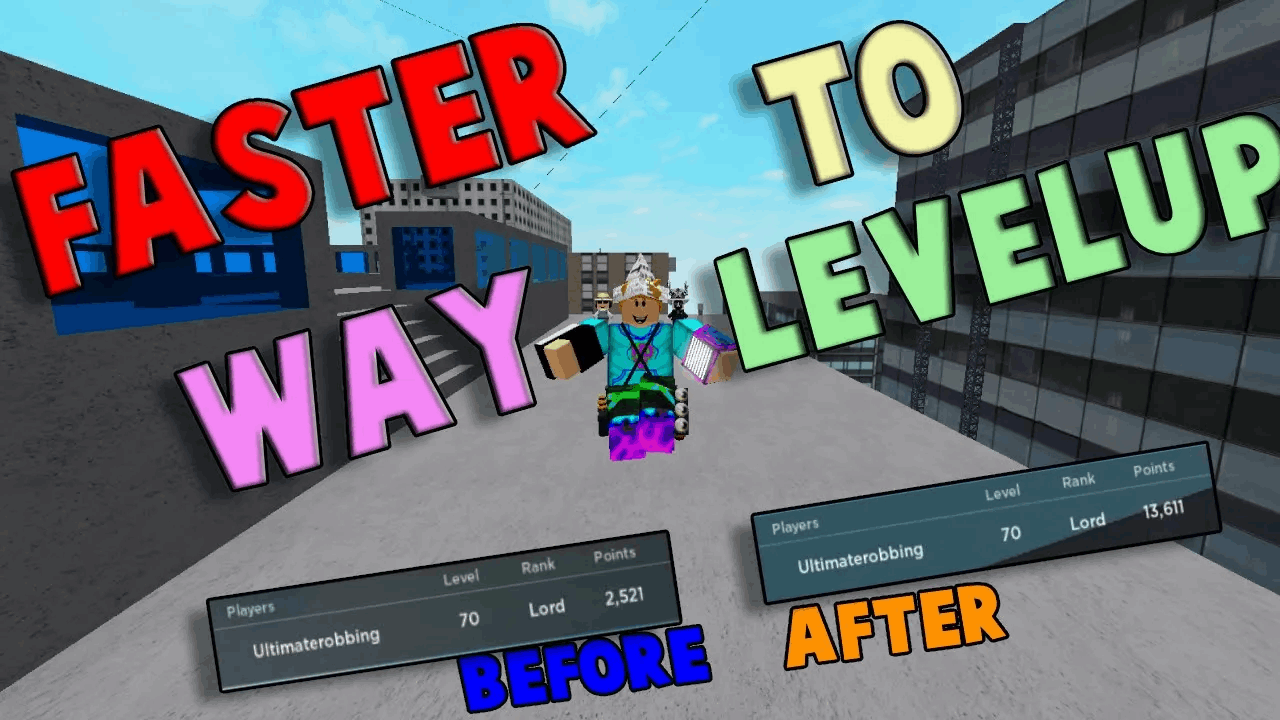 FASTER
WAY
TO
LEVELUP
Players Level Rank Points
Ultimaterobbing 70 Lord 2,521
BEFORE
Players Level Rank Points
Ultimaterobbing 70 Lord 13,611
AFTER